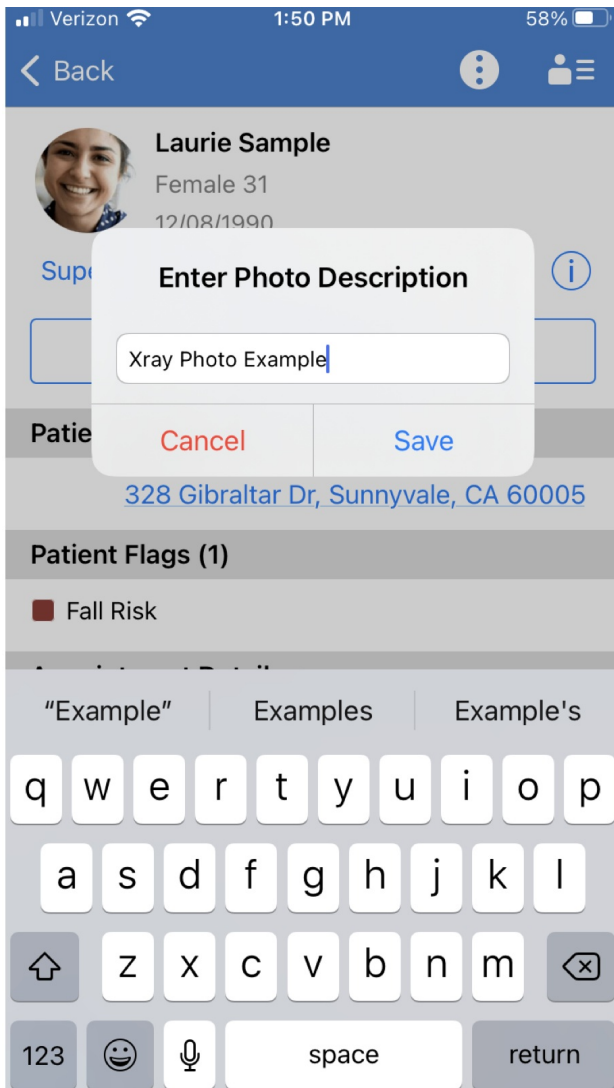 Verizon 1:50 PM 58%
Back
Laurie Sample
Female 31
12/08/1990
Supe
Enter Photo Description
i
Xray Photo Example
Patie
Cancel Save
328 Gibraltar Dr, Sunnyvale, CA 60005
Patient Flags (1)
Fall Risk
“Example” Examples Example's
q w e r t y u i o p
a s d f g h j k l
z x c v b n m
123 space return